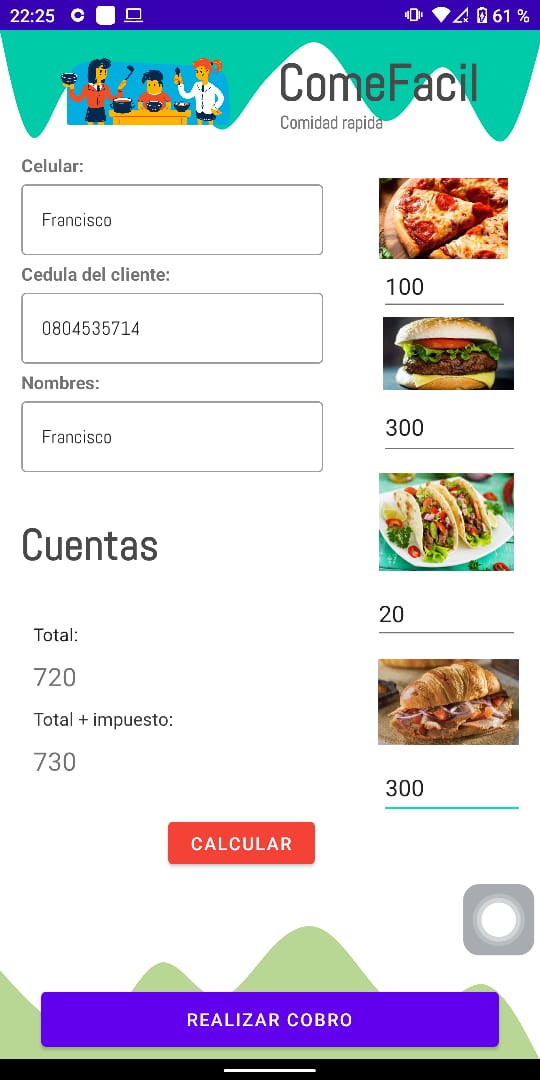 22:25
61 %
ComeFacil
Comidad rapida
Celular:
Francisco
Cedula del cliente:
0804535714
Nombres:
Francisco
100
300
20
300
Cuentas
Total:
720
Total + impuesto:
730
CALCULAR
REALIZAR COBRO